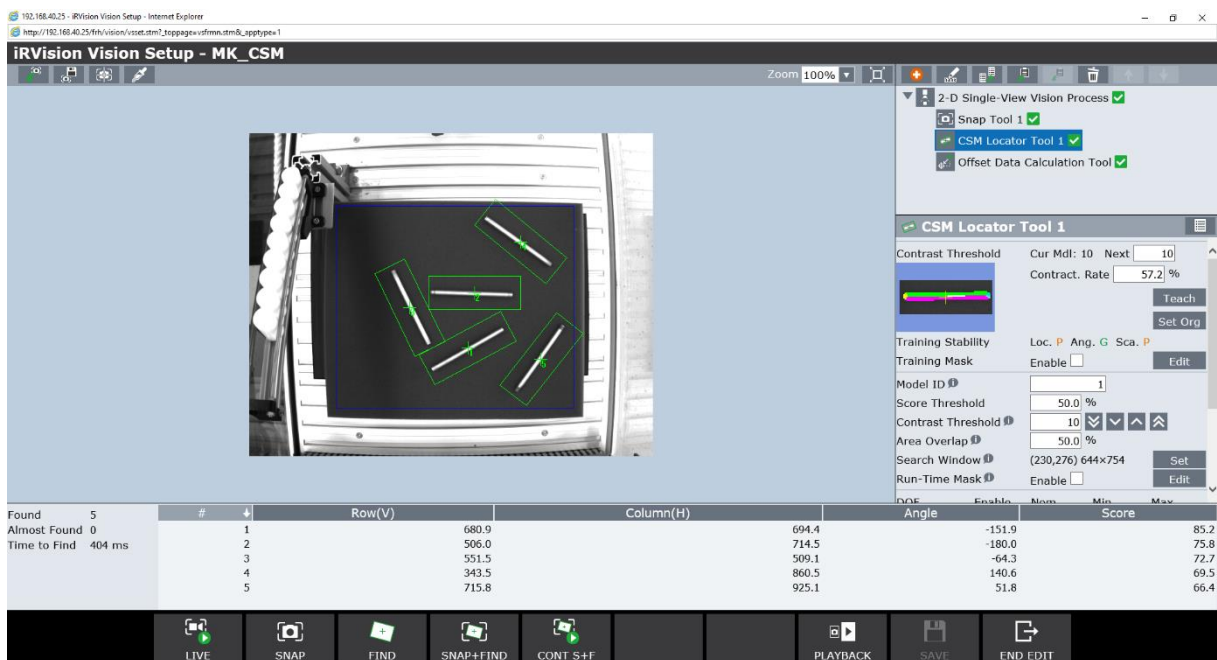 192.168.40.25 - iRVision Vision Setup - Internet Explorer
http://192.168.40.25/frh/vision/vsset.stm?_toppage=vsfrmn.stm&_apptype=1
iRVision Vision Setup - MK_CSM
Zoom 100%
2-D Single-View Vision Process
Snap Tool 1
CSM Locator Tool 1
Offset Data Calculation Tool
CSM Locator Tool 1
Contrast Threshold Cur Mdl: 10 Next 10
Contract. Rate 57.2 %
Teach
Set Org
Training Stability Loc. P Ang. G Sca. P
Training Mask Enable Edit
Model ID 1
Score Threshold 50.0 %
Contrast Threshold 10
Area Overlap 50.0 %
Search Window (230,276) 644×754 Set
Run-Time Mask Enable Edit
DOF Enable Nom. Min. Max.
Found 5
Almost Found 0
Time to Find 404 ms
# Row(V) Column(H) Angle Score
1 680.9 694.4 -151.9 85.2
2 506.0 714.5 -180.0 75.8
3 551.5 509.1 -64.3 72.7
4 343.5 860.5 140.6 69.5
5 715.8 925.1 51.8 66.4
LIVE SNAP FIND SNAP+FIND CONT S+F PLAYBACK SAVE END EDIT